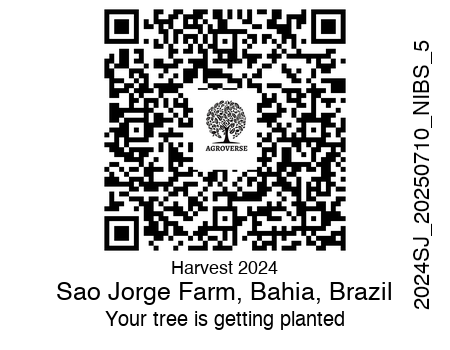 AGROVERSE
Harvest 2024
Sao Jorge Farm, Bahia, Brazil
Your tree is getting planted
2024SJ_20250710_NIBS_5